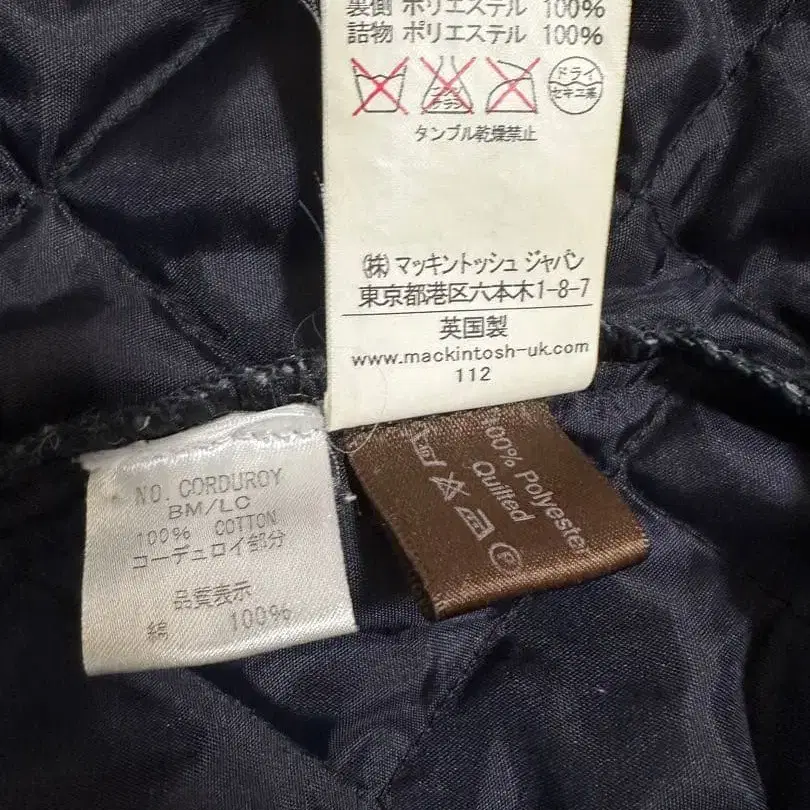 裏側 ポリエステル 100%
詰物 ポリエステル 100%
ドライ
セキユ系
タンブル乾燥禁止
(株) マッキントッシュ ジャパン
東京都港区六本木1-8-7
英国製
www.mackintosh-uk.com
112
NO. CORDUROY
BM/LC
100% COTTON
コーデュロイ部分
品質表示
綿 100%
100% Polyester
Quilted
P